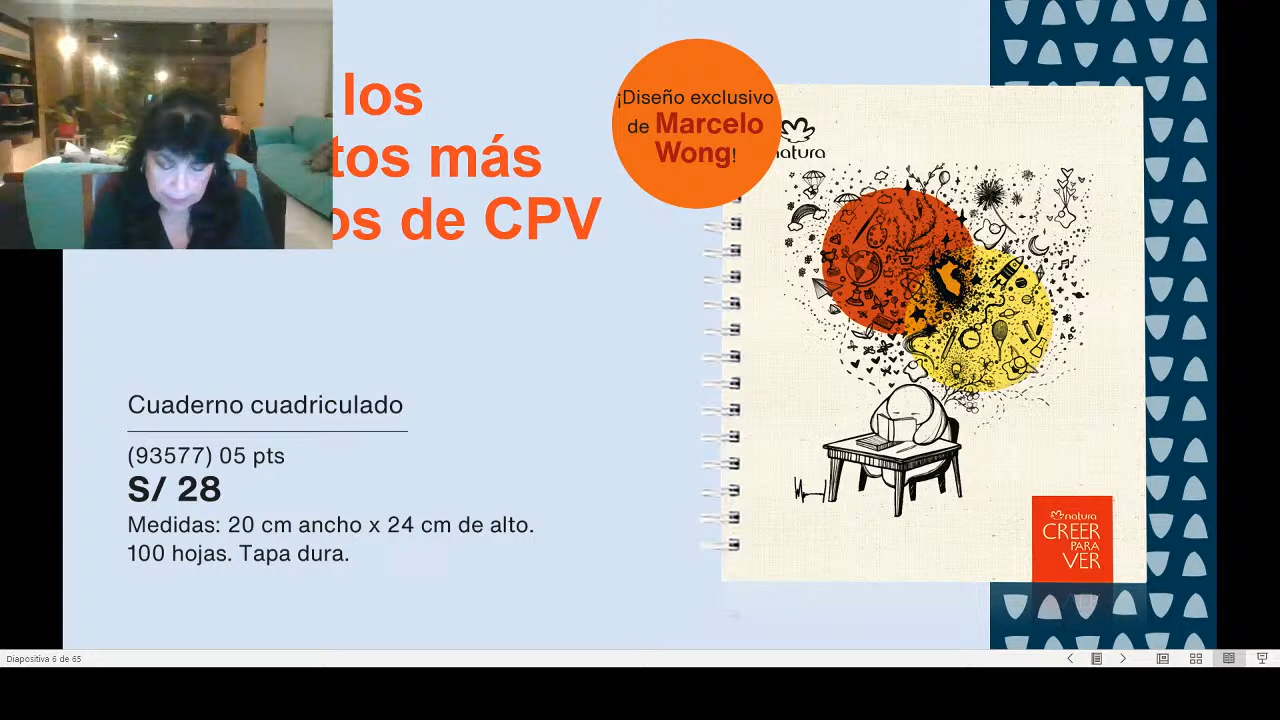 los
tos más
os de CPV
¡Diseño exclusivo
de Marcelo
Wong!
natura
Cuaderno cuadriculado
(93577) 05 pts
S/ 28
Medidas: 20 cm ancho x 24 cm de alto.
100 hojas. Tapa dura.
natura
CREER
PARA
VER
Diapositiva 6 de 65